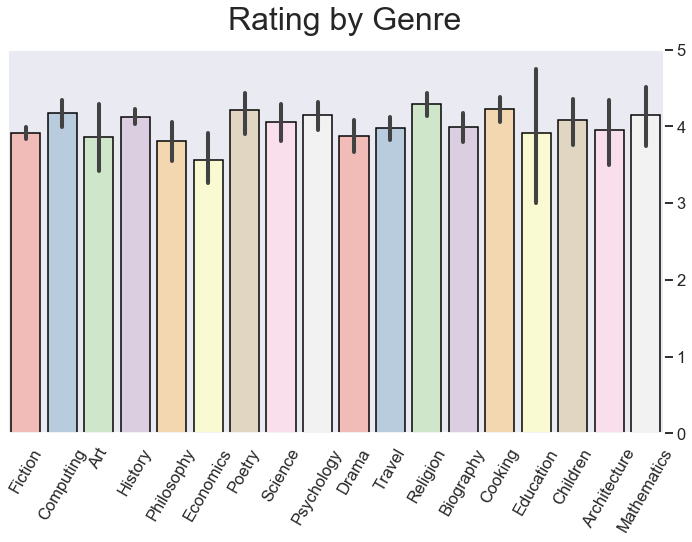 Rating by Genre
5
4
3
2
1
0
Fiction
Computing
Art
History
Philosophy
Economics
Poetry
Science
Psychology
Drama
Travel
Religion
Biography
Cooking
Education
Children
Architecture
Mathematics